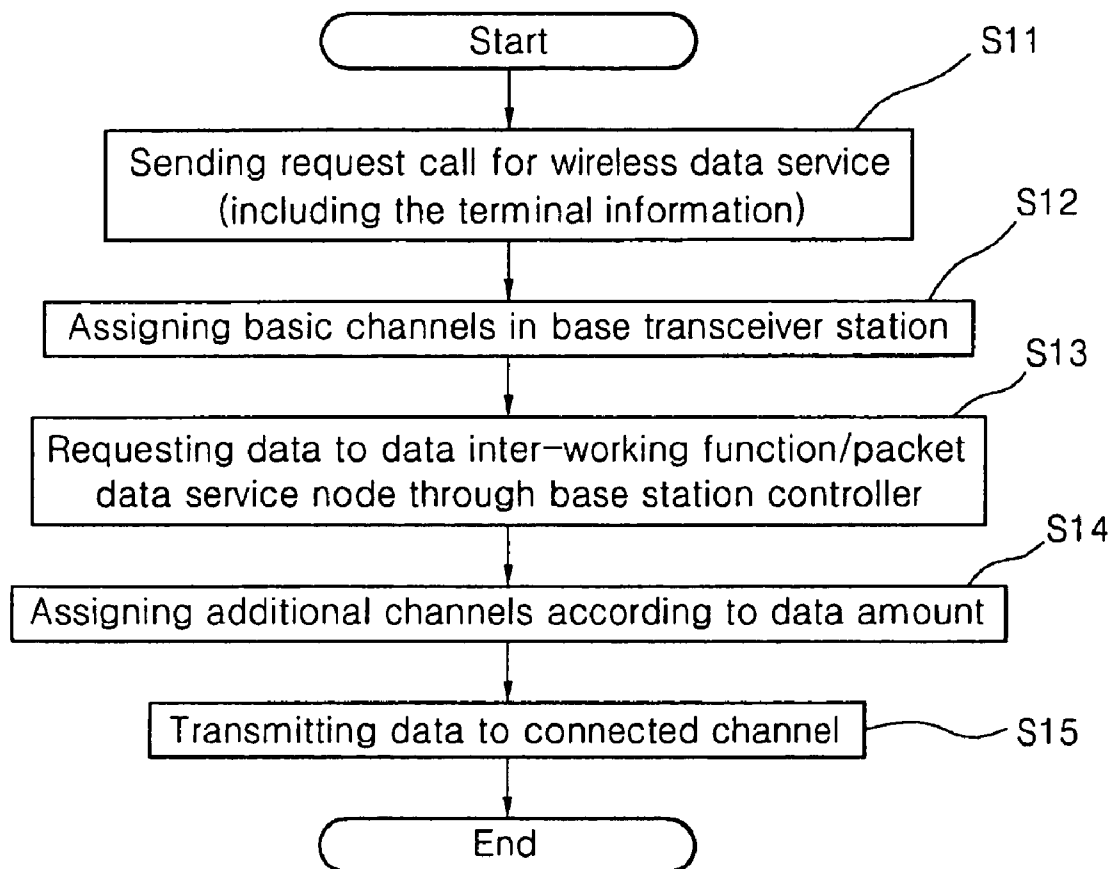 Start
S11
Sending request call for wireless data service
(including the terminal information)
S12
Assigning basic channels in base transceiver station
S13
Requesting data to data inter-working function/packet
data service node through base station controller
S14
Assigning additional channels according to data amount
Transmitting data to connected channel
S15
End